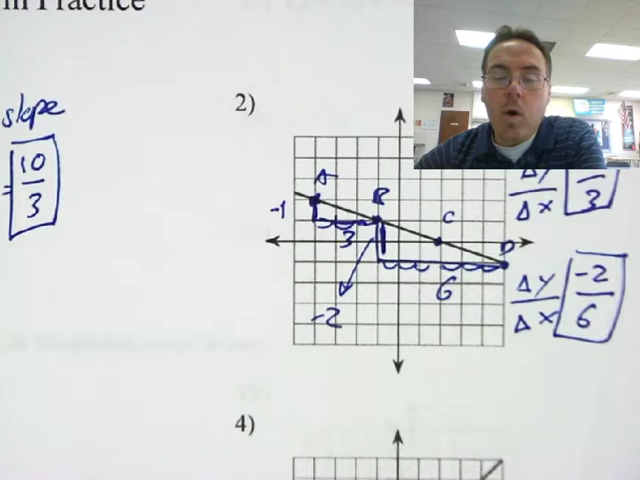 in Practice
slope
= 10
3
2)
A
B
C
D
-1
3
6
-2
ΔY
ΔX
3
ΔY
ΔX
-2
6
4)